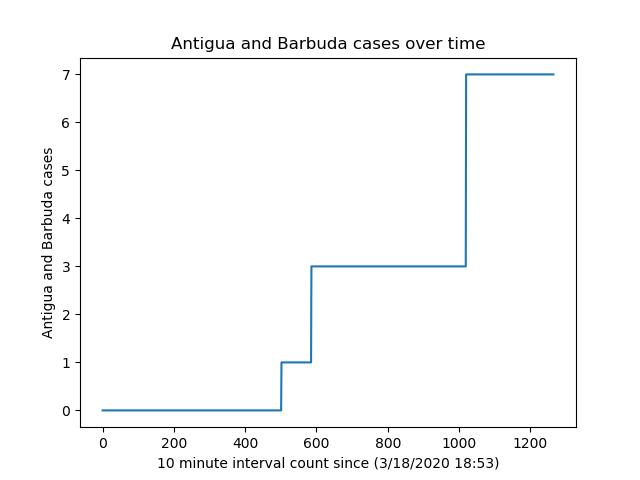 Antigua and Barbuda cases over time
Antigua and Barbuda cases
7
6
5
4
3
2
1
0
0 200 400 600 800 1000 1200
10 minute interval count since (3/18/2020 18:53)